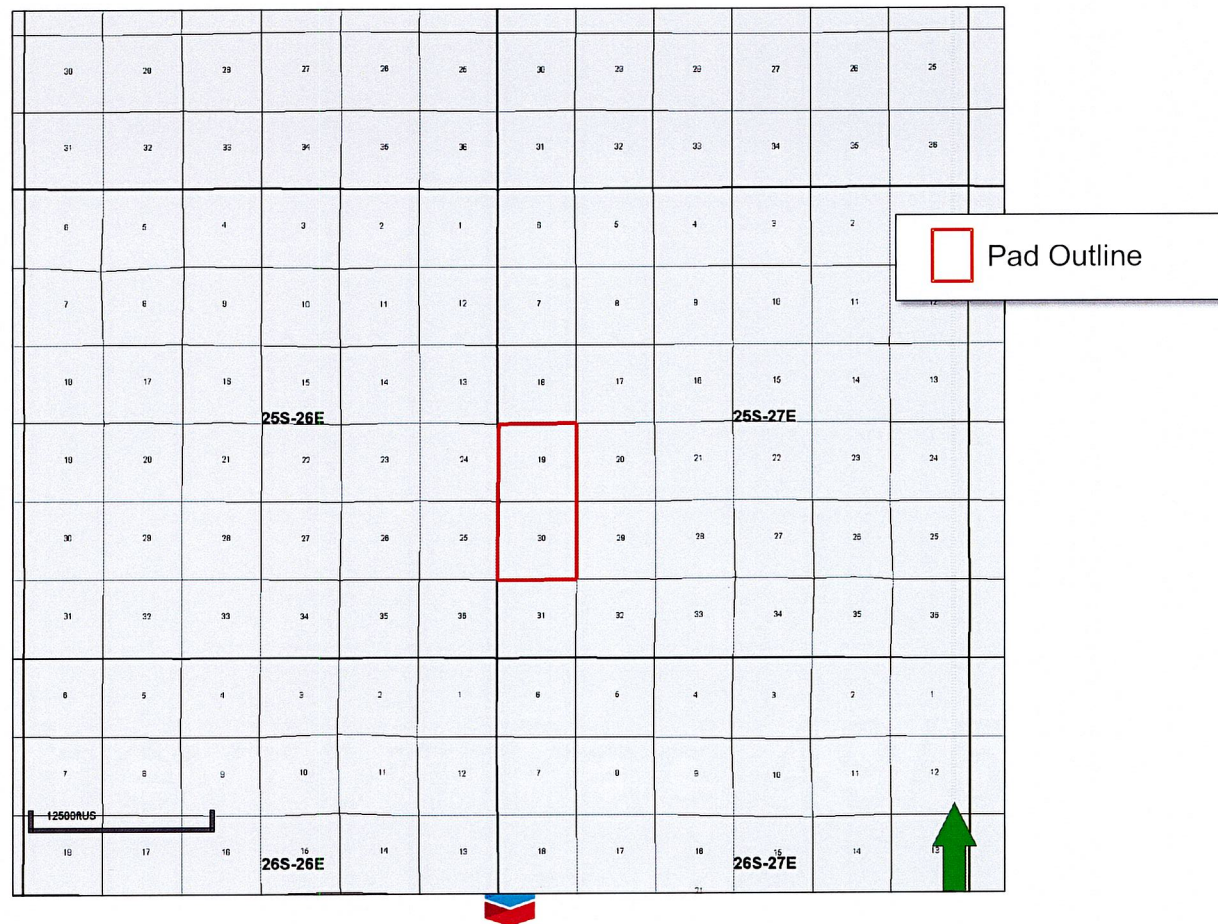 30 29 28 27 26 25 30 29 28 27 26 25
31 32 33 34 35 36 31 32 33 34 35 36
6 5 4 3 2 1 6 5 4 3 2
Pad Outline
7 8 9 10 11 12 7 8 9 10 11 12
18 17 16 15 14 13 18 17 16 15 14 13
25S-26E 25S-27E
19 20 21 22 23 24 19 20 21 22 23 24
30 29 28 27 26 25 30 29 28 27 26 25
31 32 33 34 35 36 31 32 33 34 35 36
6 5 4 3 2 1 6 5 4 3 2 1
7 8 9 10 11 12 7 8 9 10 11 12
12500ftUS
18 17 16 15 14 13 18 17 16 15 14 13
26S-26E 26S-27E
21